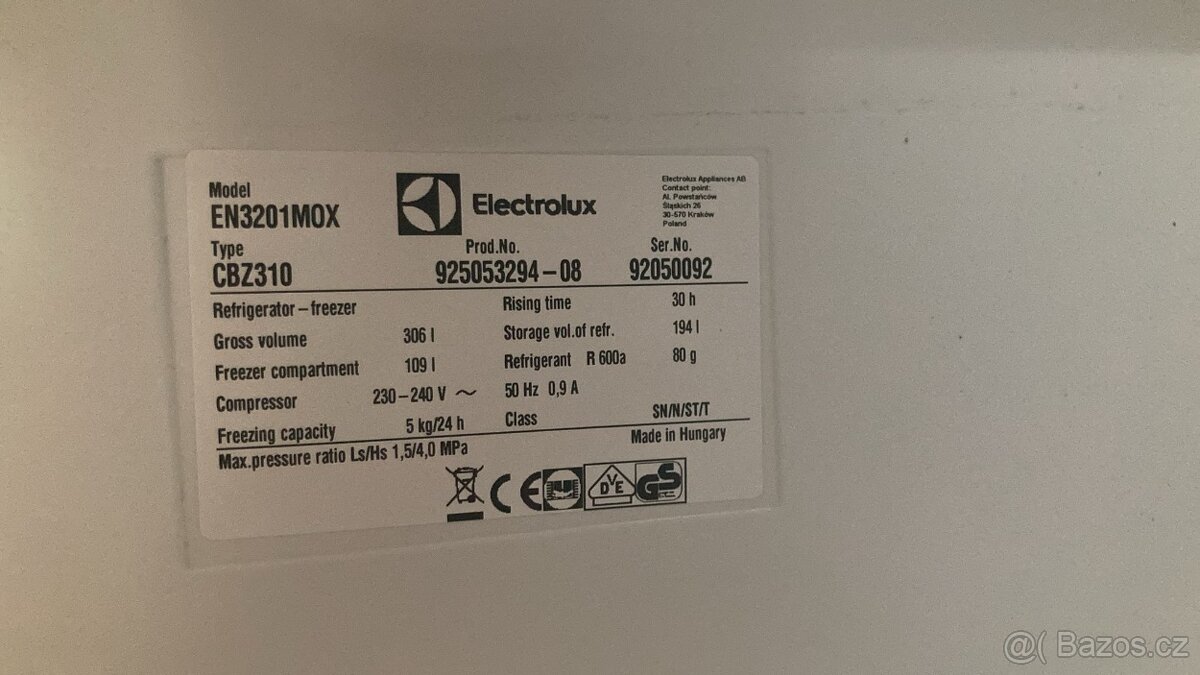 Model
EN3201MOX
Electrolux
Electrolux Appliances AB
Contact point:
Al. Powstańców
Śląskich 26
30-570 Kraków
Poland
Type
CBZ310
Prod.No.
925053294-08
Ser.No.
92050092
Refrigerator-freezer
Rising time 30 h
Gross volume 306 l
Storage vol.of refr. 194 l
Freezer compartment 109 l
Refrigerant R 600a 80 g
Compressor 230-240 V ~
50 Hz 0,9 A
Freezing capacity 5 kg/24 h
Class SN/N/ST/T
Max.pressure ratio Ls/Hs 1,5/4,0 MPa
Made in Hungary
CE
DVE
GS
@( Bazos.cz